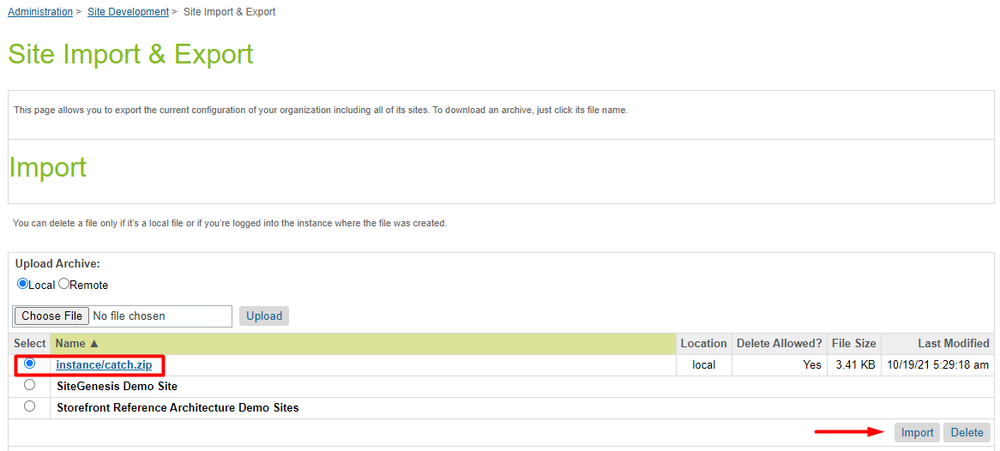 Administration > Site Development > Site Import & Export
Site Import & Export
This page allows you to export the current configuration of your organization including all of its sites. To download an archive, just click its file name.
Import
You can delete a file only if it's a local file or if you're logged into the instance where the file was created.
Upload Archive:
Local Remote
Choose File No file chosen Upload
Select Name ▲ Location Delete Allowed? File Size Last Modified
instance/catch.zip local Yes 3.41 KB 10/19/21 5:29:18 am
SiteGenesis Demo Site
Storefront Reference Architecture Demo Sites
Import Delete